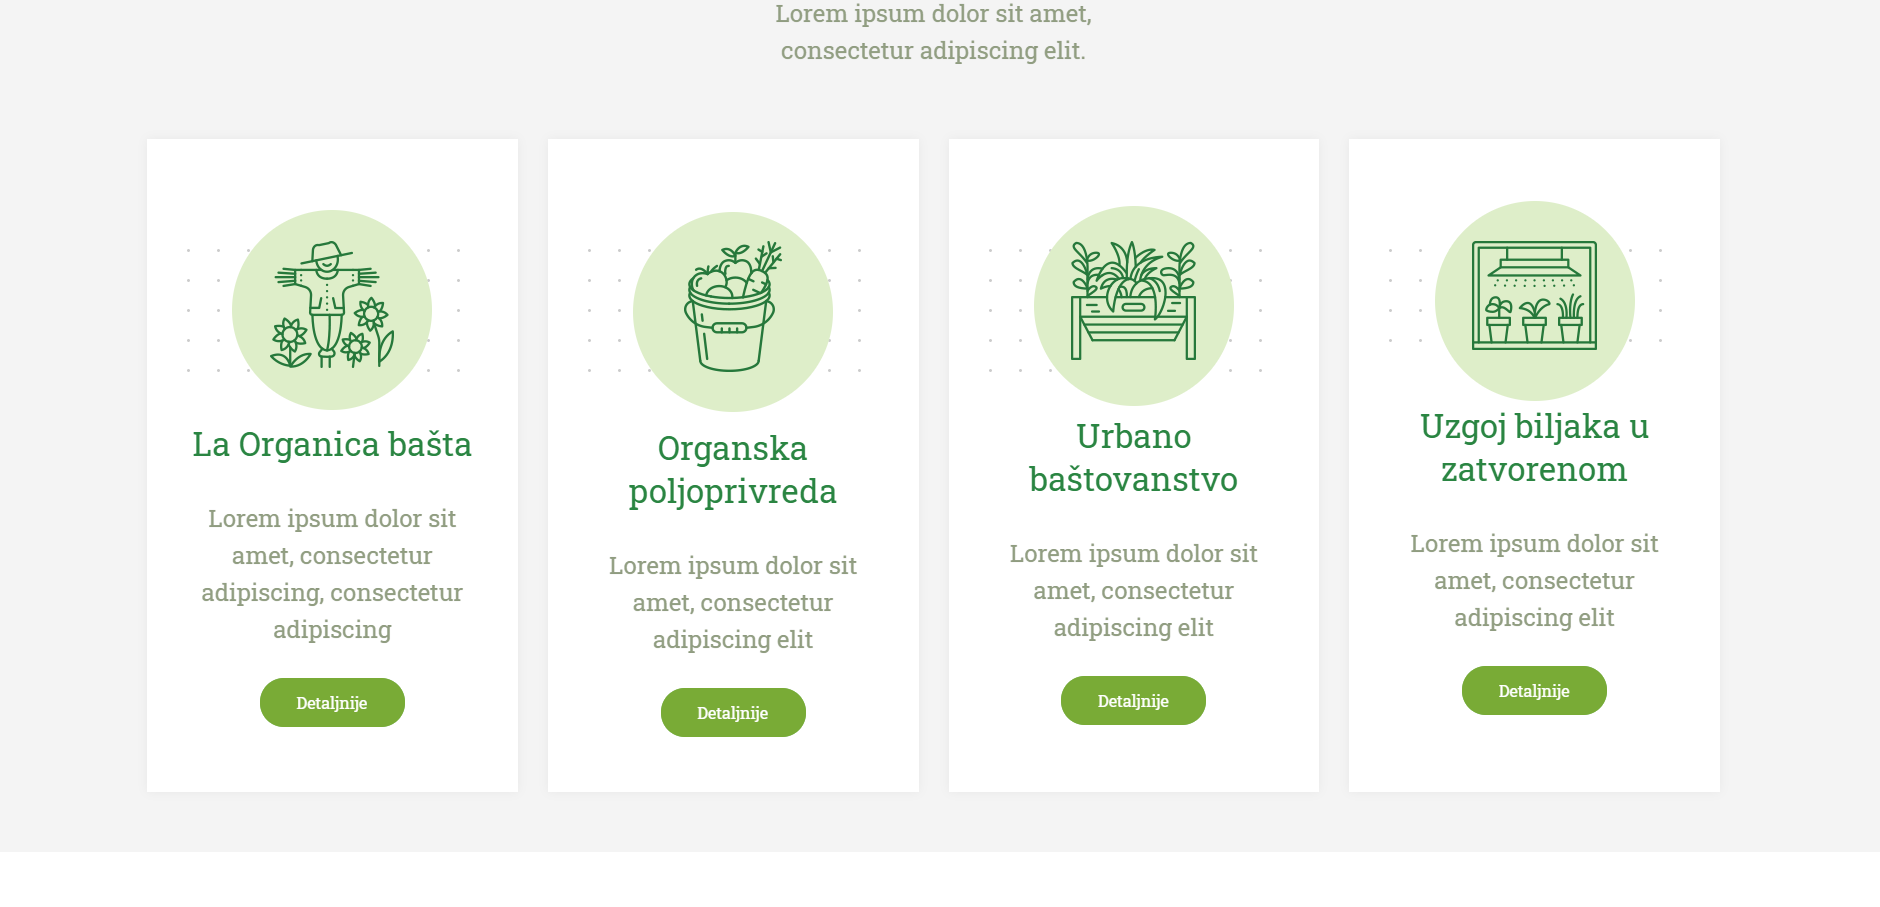 Lorem ipsum dolor sit amet,
consectetur adipiscing elit.
La Organica bašta
Lorem ipsum dolor sit
amet, consectetur
adipiscing, consectetur
adipiscing
Detaljnije
Organska
poljoprivreda
Lorem ipsum dolor sit
amet, consectetur
adipiscing elit
Detaljnije
Urbano
baštovanstvo
Lorem ipsum dolor sit
amet, consectetur
adipiscing elit
Detaljnije
Uzgoj biljaka u
zatvorenom
Lorem ipsum dolor sit
amet, consectetur
adipiscing elit
Detaljnije